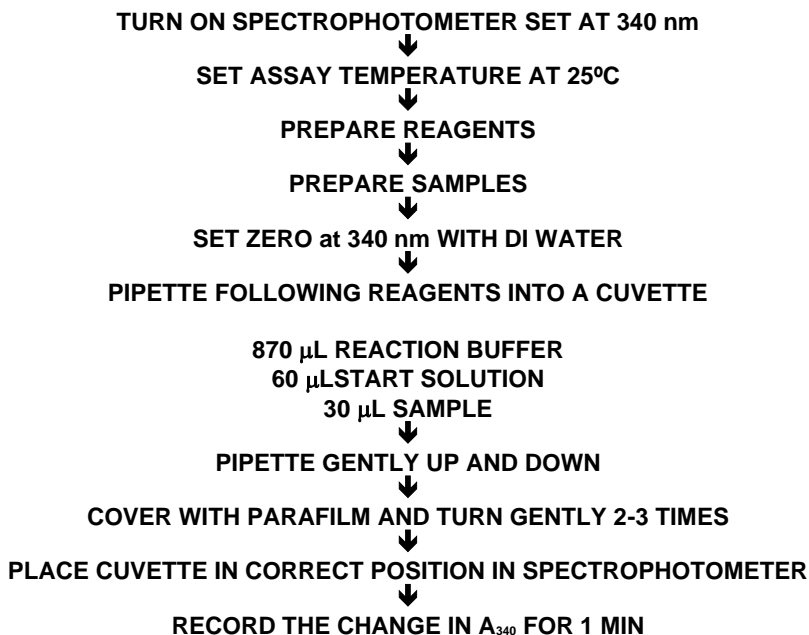 TURN ON SPECTROPHOTOMETER SET AT 340 nm
SET ASSAY TEMPERATURE AT 25ºC
PREPARE REAGENTS
PREPARE SAMPLES
SET ZERO at 340 nm WITH DI WATER
PIPETTE FOLLOWING REAGENTS INTO A CUVETTE
870 µL REACTION BUFFER
60 µLSTART SOLUTION
30 µL SAMPLE
PIPETTE GENTLY UP AND DOWN
COVER WITH PARAFILM AND TURN GENTLY 2-3 TIMES
PLACE CUVETTE IN CORRECT POSITION IN SPECTROPHOTOMETER
RECORD THE CHANGE IN A₃₄₀ FOR 1 MIN